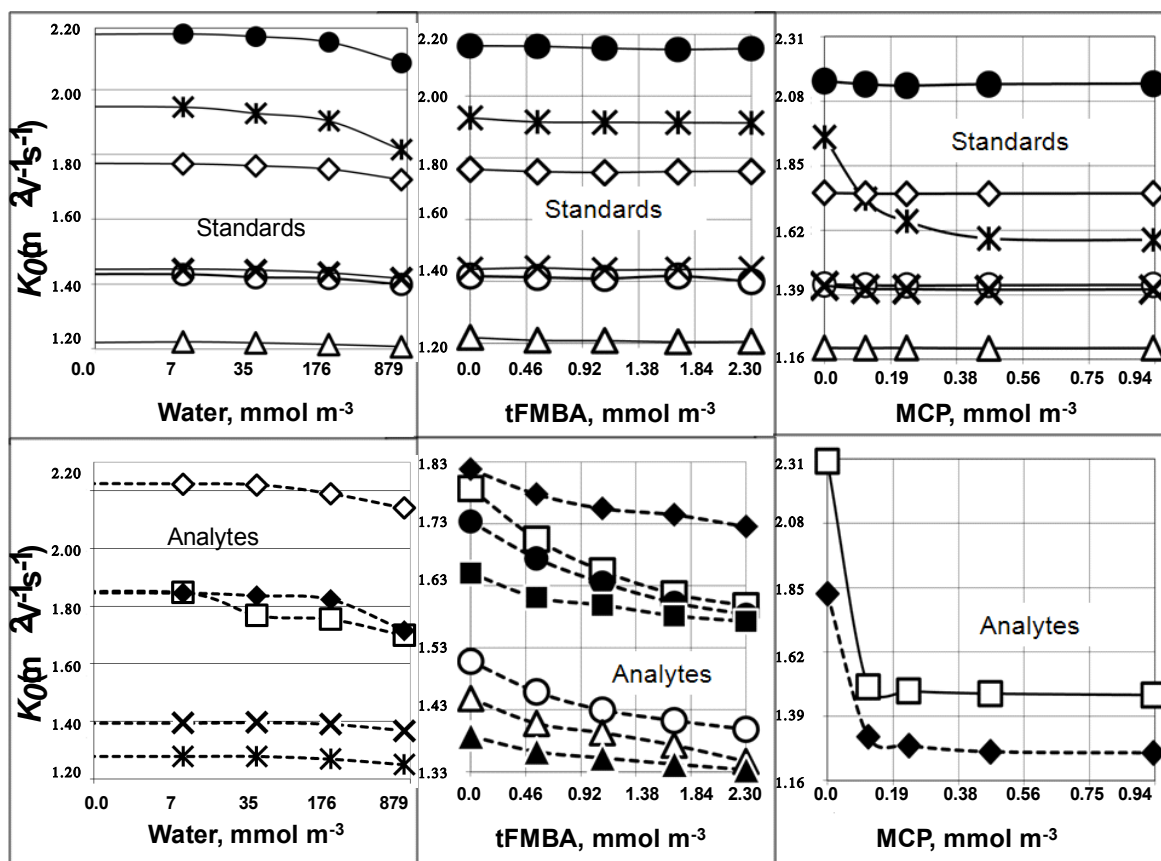 K0(m 2v-1s-1)
2.20
2.00
1.80
1.60
1.40
1.20
Standards
0.0 7 35 176 879
Water, mmol m-3
2.20
2.00
1.80
1.60
1.40
1.20
Standards
0.0 0.46 0.92 1.38 1.84 2.30
tFMBA, mmol m-3
2.31
2.08
1.85
1.62
1.39
1.16
Standards
0.0 0.19 0.38 0.56 0.75 0.94
MCP, mmol m-3
K0(m 2v-1s-1)
2.20
2.00
1.80
1.60
1.40
1.20
Analytes
0.0 7 35 176 879
Water, mmol m-3
1.83
1.73
1.63
1.53
1.43
1.33
Analytes
0.0 0.46 0.92 1.38 1.84 2.30
tFMBA, mmol m-3
2.31
2.08
1.85
1.62
1.39
1.16
Analytes
0.0 0.19 0.38 0.56 0.75 0.94
MCP, mmol m-3